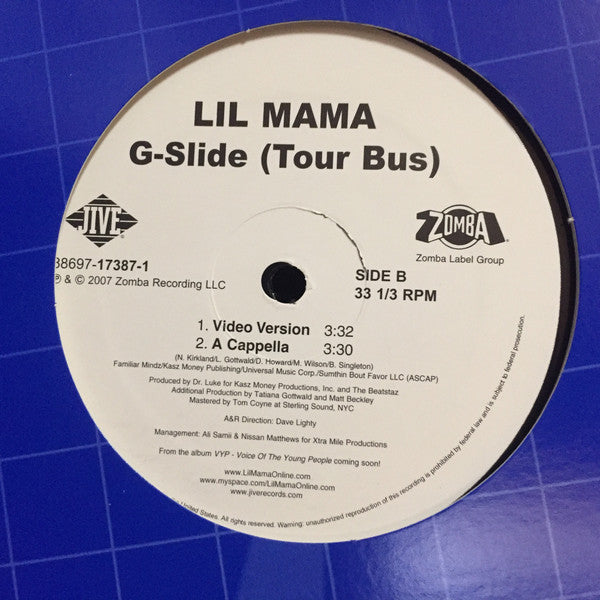 LIL MAMA
G-Slide (Tour Bus)
JIVE
ZOMBA
Zomba Label Group
88697-17387-1
℗ & © 2007 Zomba Recording LLC
SIDE B
33 1/3 RPM
1. Video Version 3:32
2. A Cappella 3:30
(N. Kirkland/L. Gottwald/D. Howard/M. Wilson/B. Singleton)
Familiar Mindz/Kasz Money Publishing/Universal Music Corp./Sumthin Bout Favor LLC (ASCAP)
Produced by Dr. Luke for Kasz Money Productions, Inc. and The Beatstaz
Additional Production by Tatiana Gottwald and Matt Beckley
Mastered by Tom Coyne at Sterling Sound, NYC
A&R Direction: Dave Lighty
Management: Ali Samii & Nissan Matthews for Xtra Mile Productions
From the album VYP - Voice Of The Young People coming soon!
www.LilMamaOnline.com
www.myspace.com/LilMamaOnline.com
www.jiverecords.com
United States. All rights reserved. Warning: unauthorized reproduction of this recording is prohibited by federal law and is subject to federal prosecution.